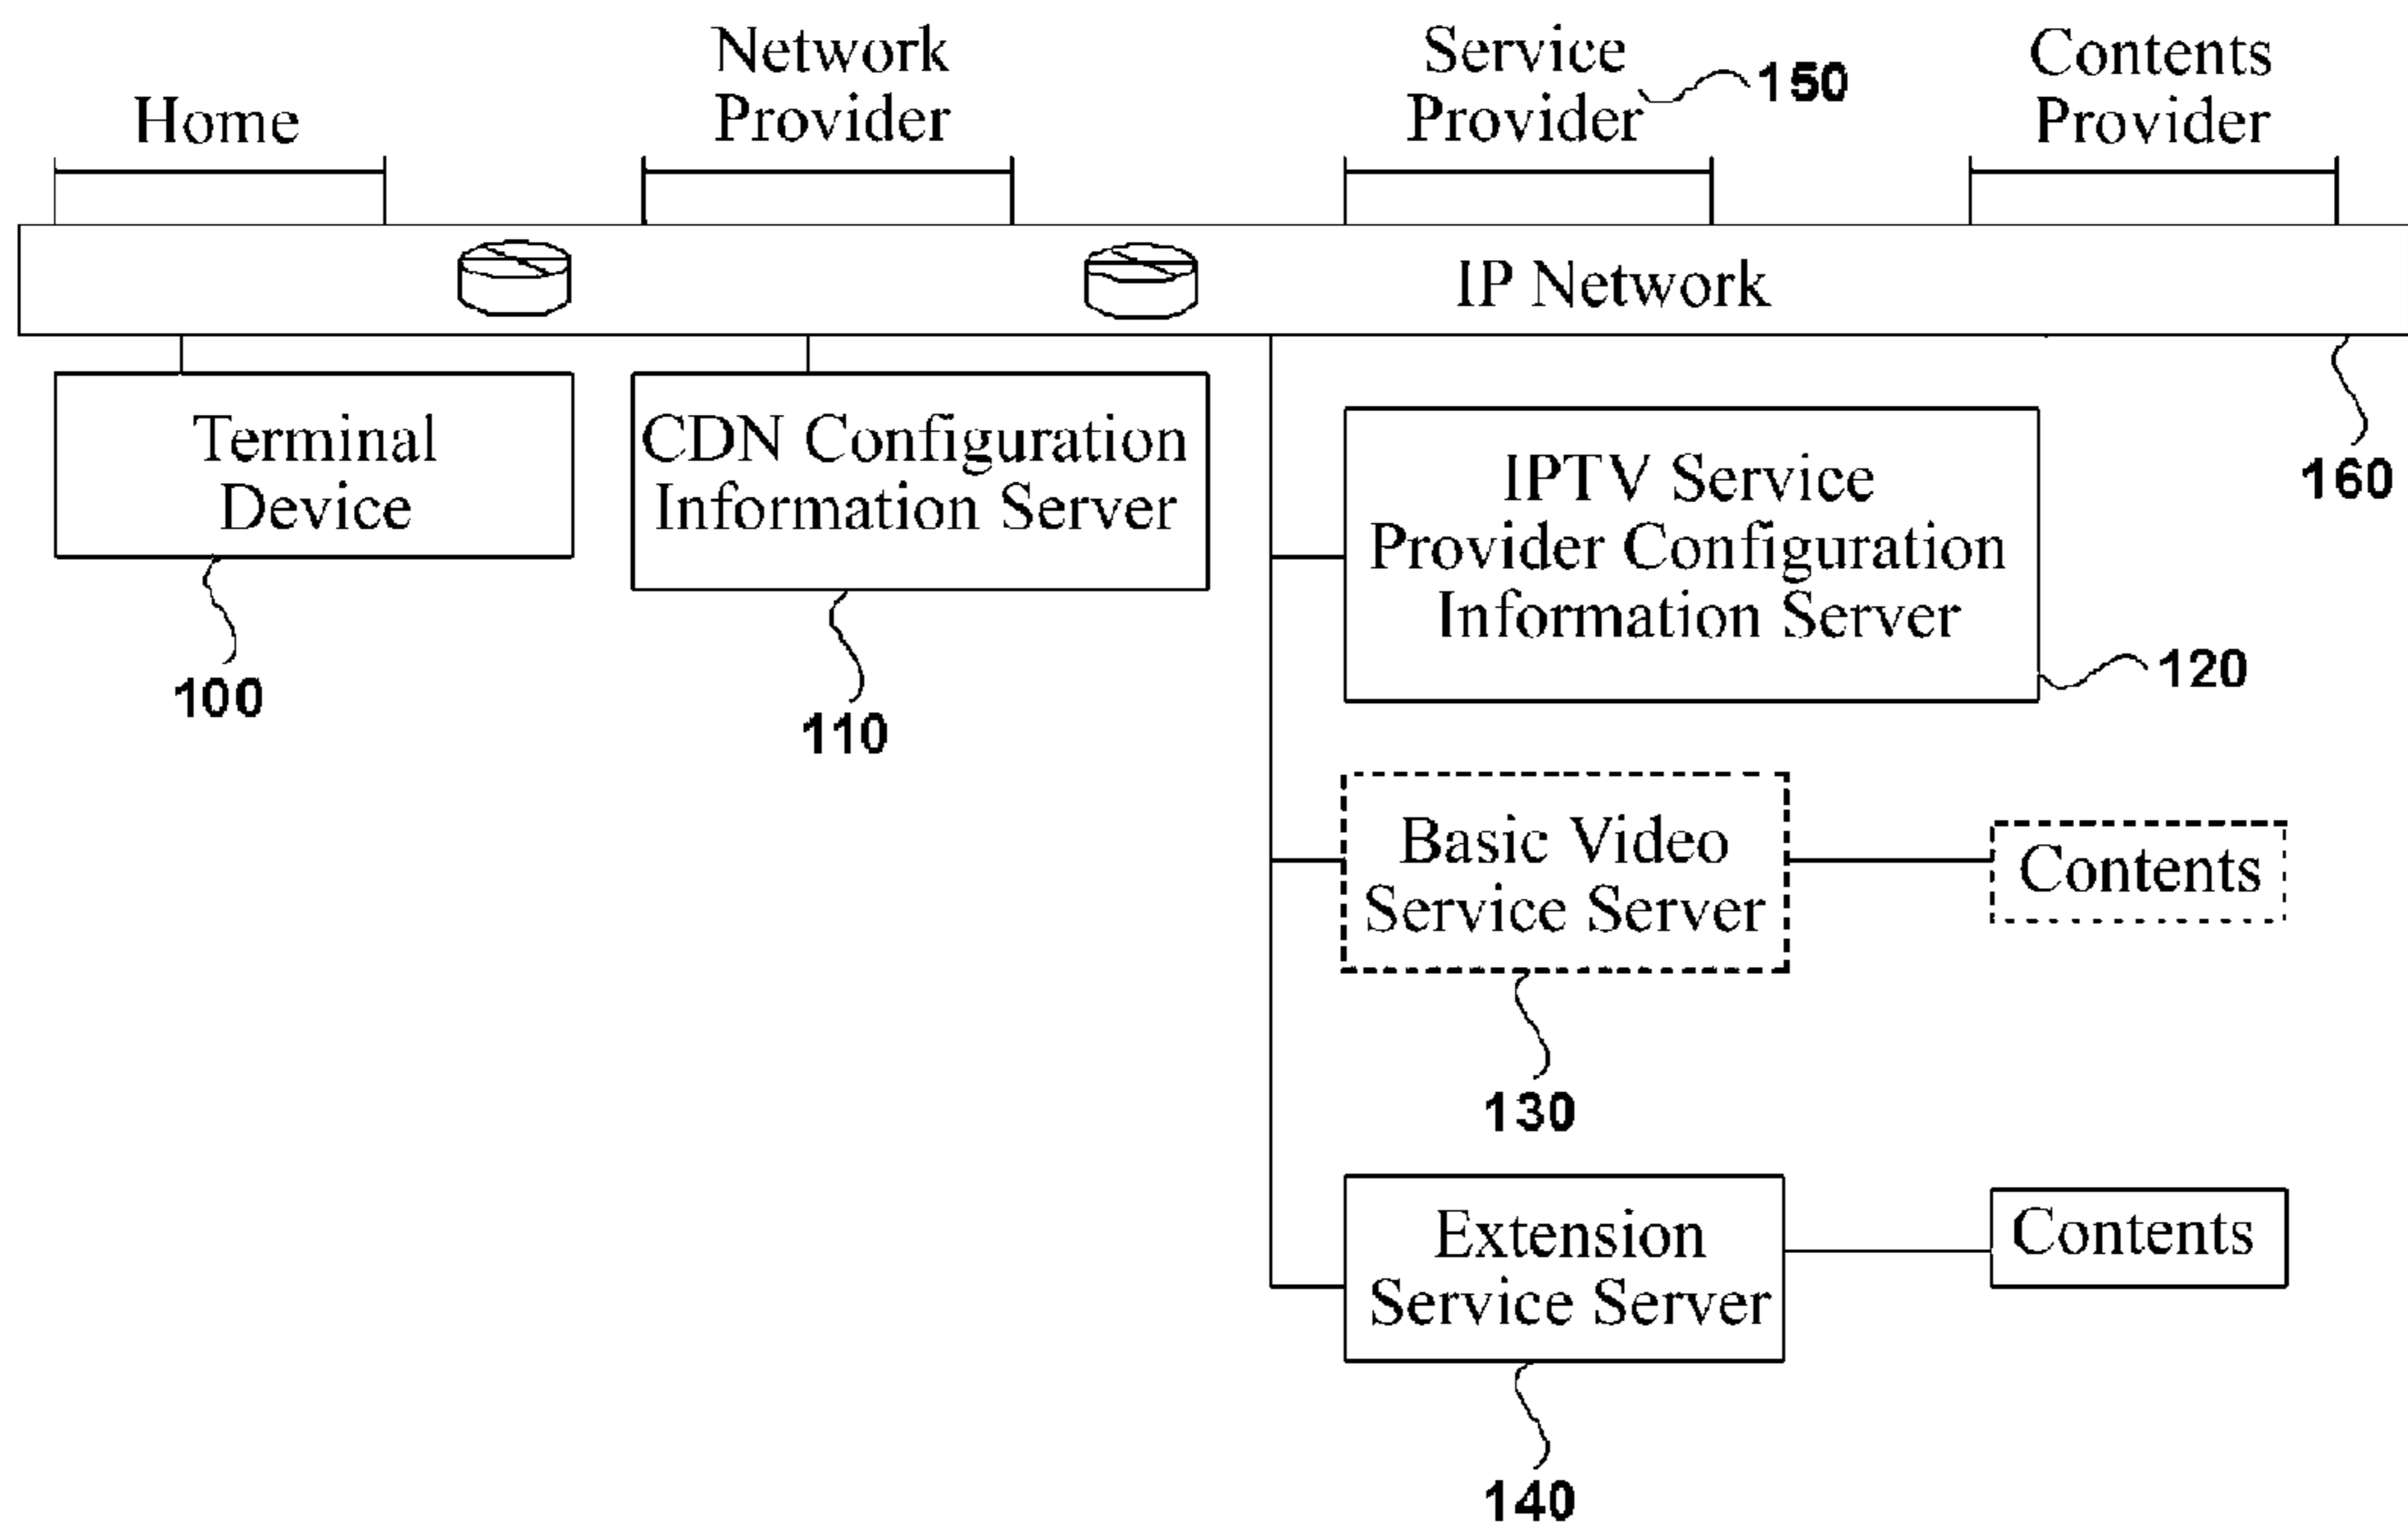 Home
Network
Provider
Service
Provider
150
Contents
Provider
IP Network
160
Terminal
Device
100
CDN Configuration
Information Server
110
IPTV Service
Provider Configuration
Information Server
120
Basic Video
Service Server
130
Contents
Extension
Service Server
140
Contents